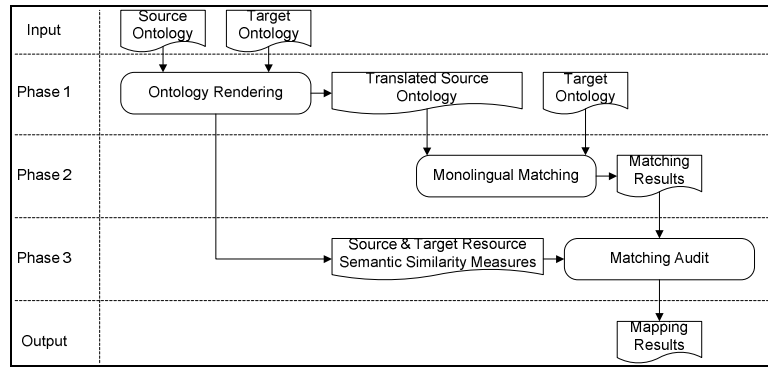 Input
Source
Ontology
Target
Ontology
Phase 1
Ontology Rendering
Translated Source
Ontology
Target
Ontology
Phase 2
Monolingual Matching
Matching
Results
Phase 3
Source & Target Resource
Semantic Similarity Measures
Matching Audit
Output
Mapping
Results